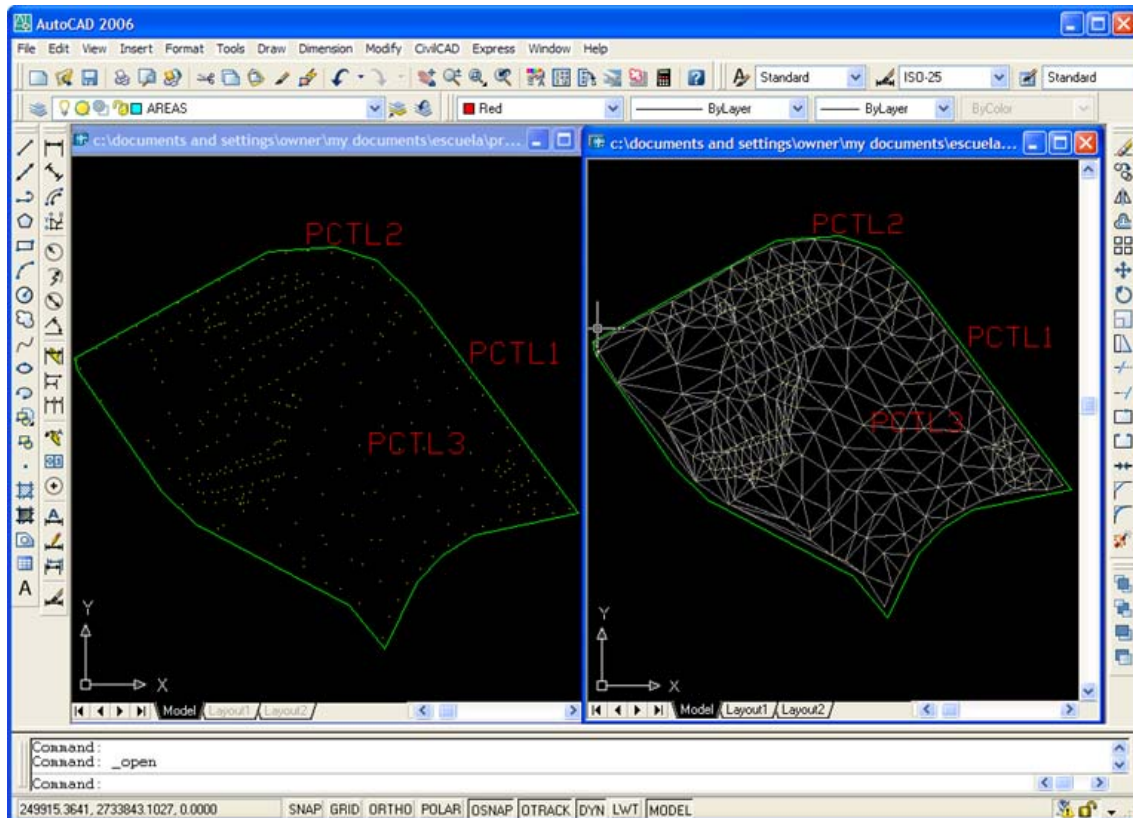 AutoCAD 2006
File Edit View Insert Format Tools Draw Dimension Modify CivilCAD Express Window Help
Standard ISO-25 Standard
AREAS Red ByLayer ByLayer ByColor
c:\documents and settings\owner\my documents\escuela\pr...
c:\documents and settings\owner\my documents\escuela...
PCTL2
PCTL1
PCTL3
Y
X
PCTL2
PCTL1
PCTL3
Y
X
Model Layout1 Layout2
Model Layout1 Layout2
Command:
Command: _open
Command:
249915.3641, 2733843.1027, 0.0000 SNAP GRID ORTHO POLAR OSNAP OTRACK DYN LWT MODEL